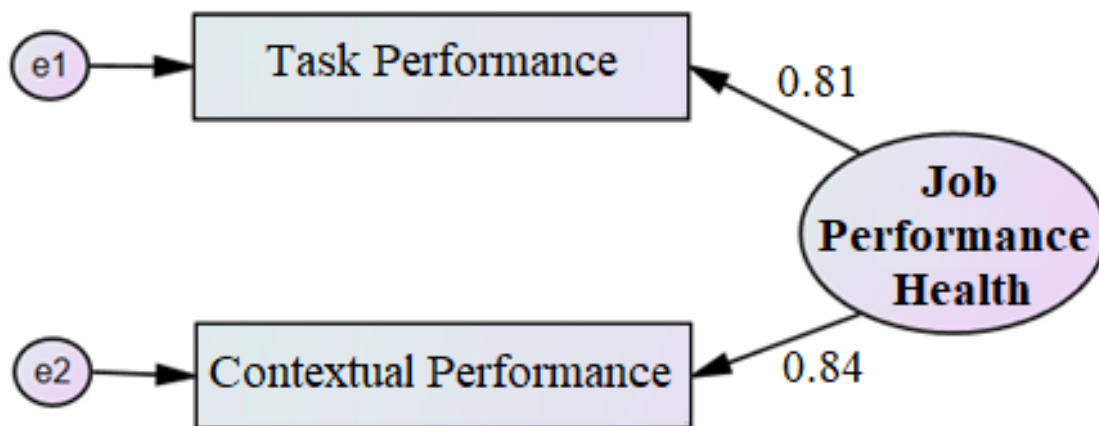 e1
Task Performance
0.81
Job
Performance
Health
e2
Contextual Performance
0.84